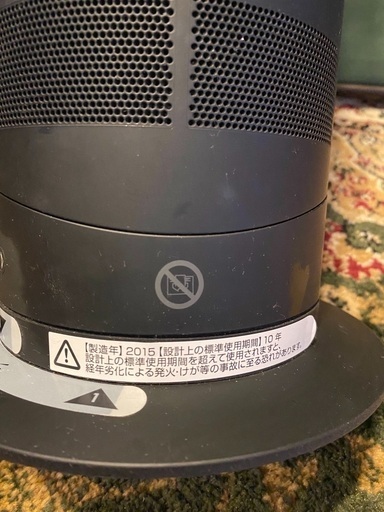 【製造年】2015【設計上の標準使用期間】10年
設計上の標準使用期間を超えて使用されますと、
経年劣化による発火・けが等の事故に至る恐れがあります。
1